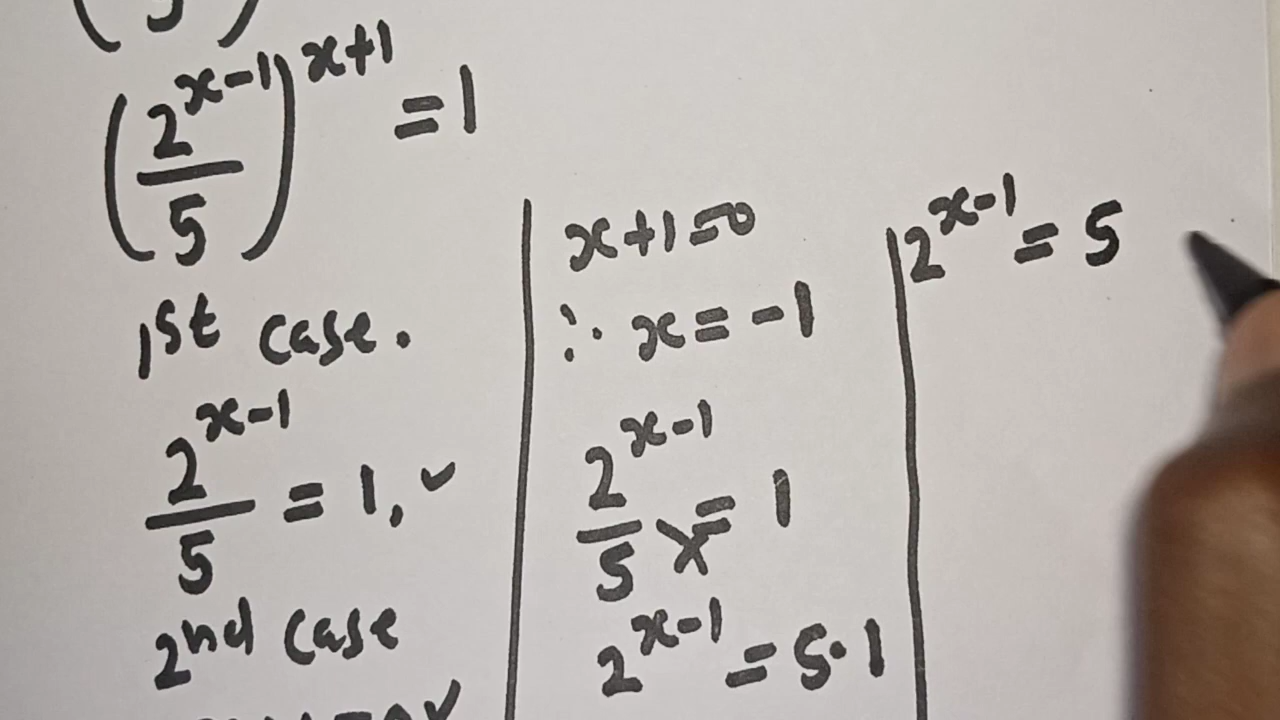 (2^{x-1}/5)^{x+1} = 1
1st case.
2^{x-1}/5 = 1, ✓
2nd case
x+1=0
∴ x = -1
2^{x-1}/5 = 1
2^{x-1} = 5·1
2^{x-1} = 5